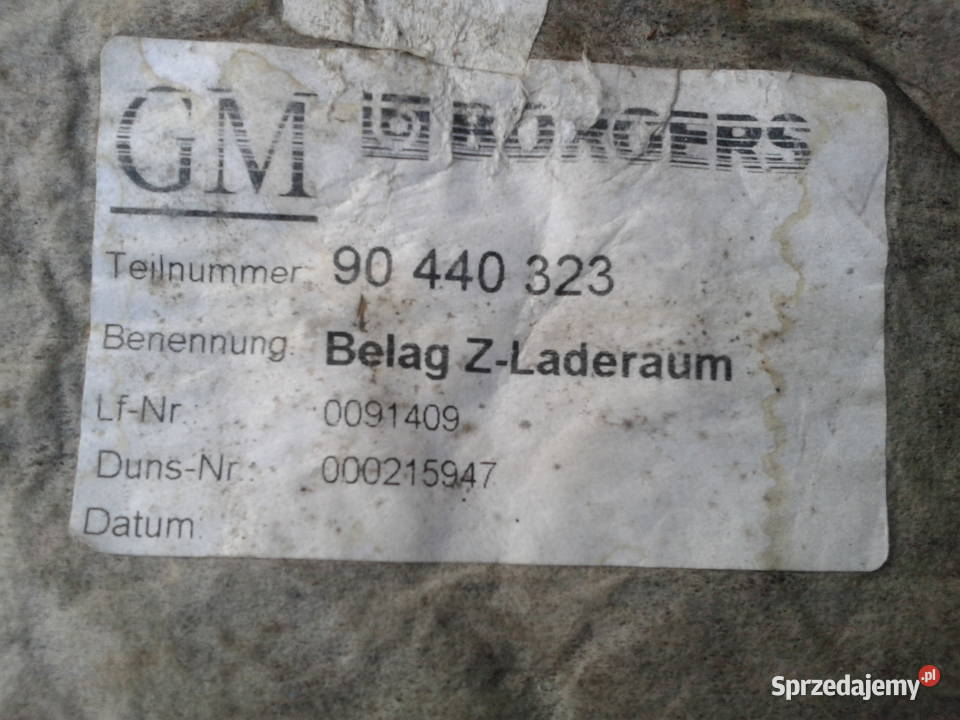 GM BORGERS
Teilnummer 90 440 323
Benennung: Belag Z-Laderaum
Lf-Nr.: 0091409
Duns-Nr.: 000215947
Datum:
Sprzedajemy.pl